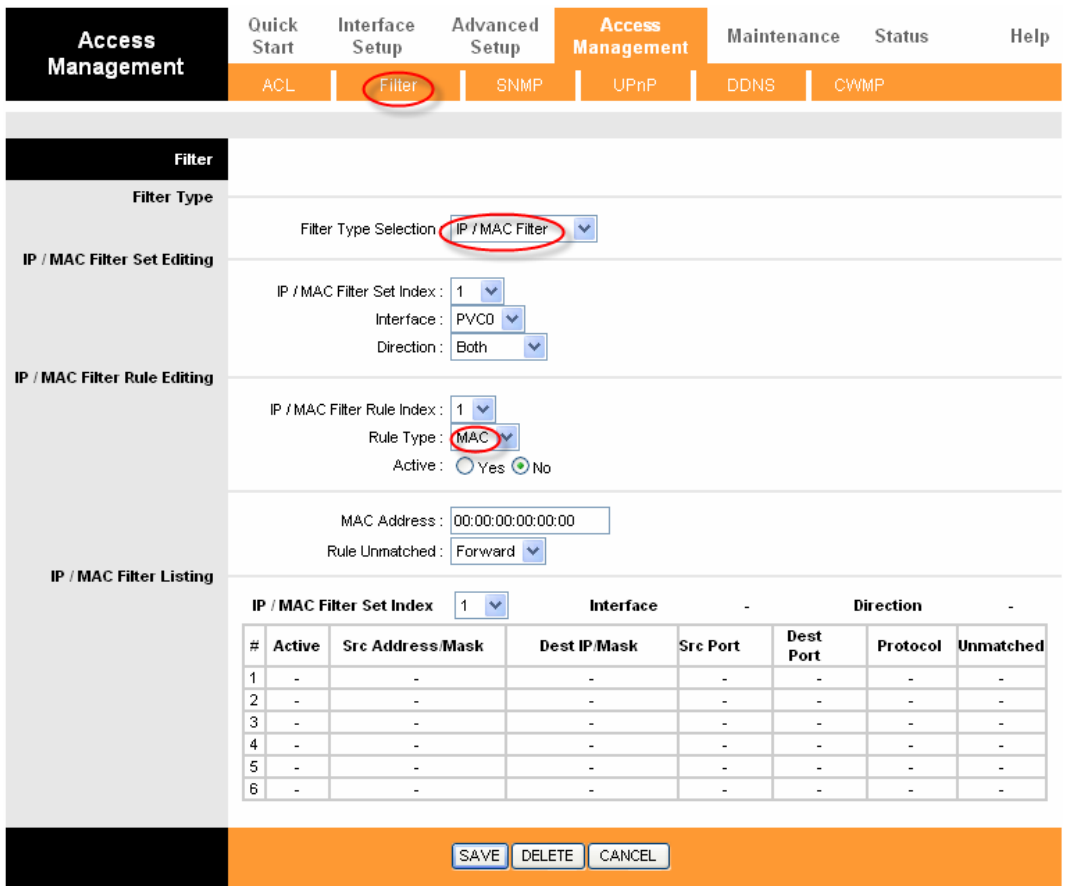 Access Management
Quick Start
Interface Setup
Advanced Setup
Access Management
Maintenance
Status
Help
ACL
Filter
SNMP
UPnP
DDNS
CWMP
Filter
Filter Type
Filter Type Selection IP / MAC Filter
IP / MAC Filter Set Editing
IP / MAC Filter Set Index : 1
Interface : PVC0
Direction : Both
IP / MAC Filter Rule Editing
IP / MAC Filter Rule Index : 1
Rule Type : MAC
Active : Yes No
MAC Address : 00:00:00:00:00:00
Rule Unmatched : Forward
IP / MAC Filter Listing
IP / MAC Filter Set Index 1 Interface - Direction -
# Active Src Address/Mask Dest IP/Mask Src Port Dest Port Protocol Unmatched
1 - - - - - - -
2 - - - - - - -
3 - - - - - - -
4 - - - - - - -
5 - - - - - - -
6 - - - - - - -
SAVE DELETE CANCEL